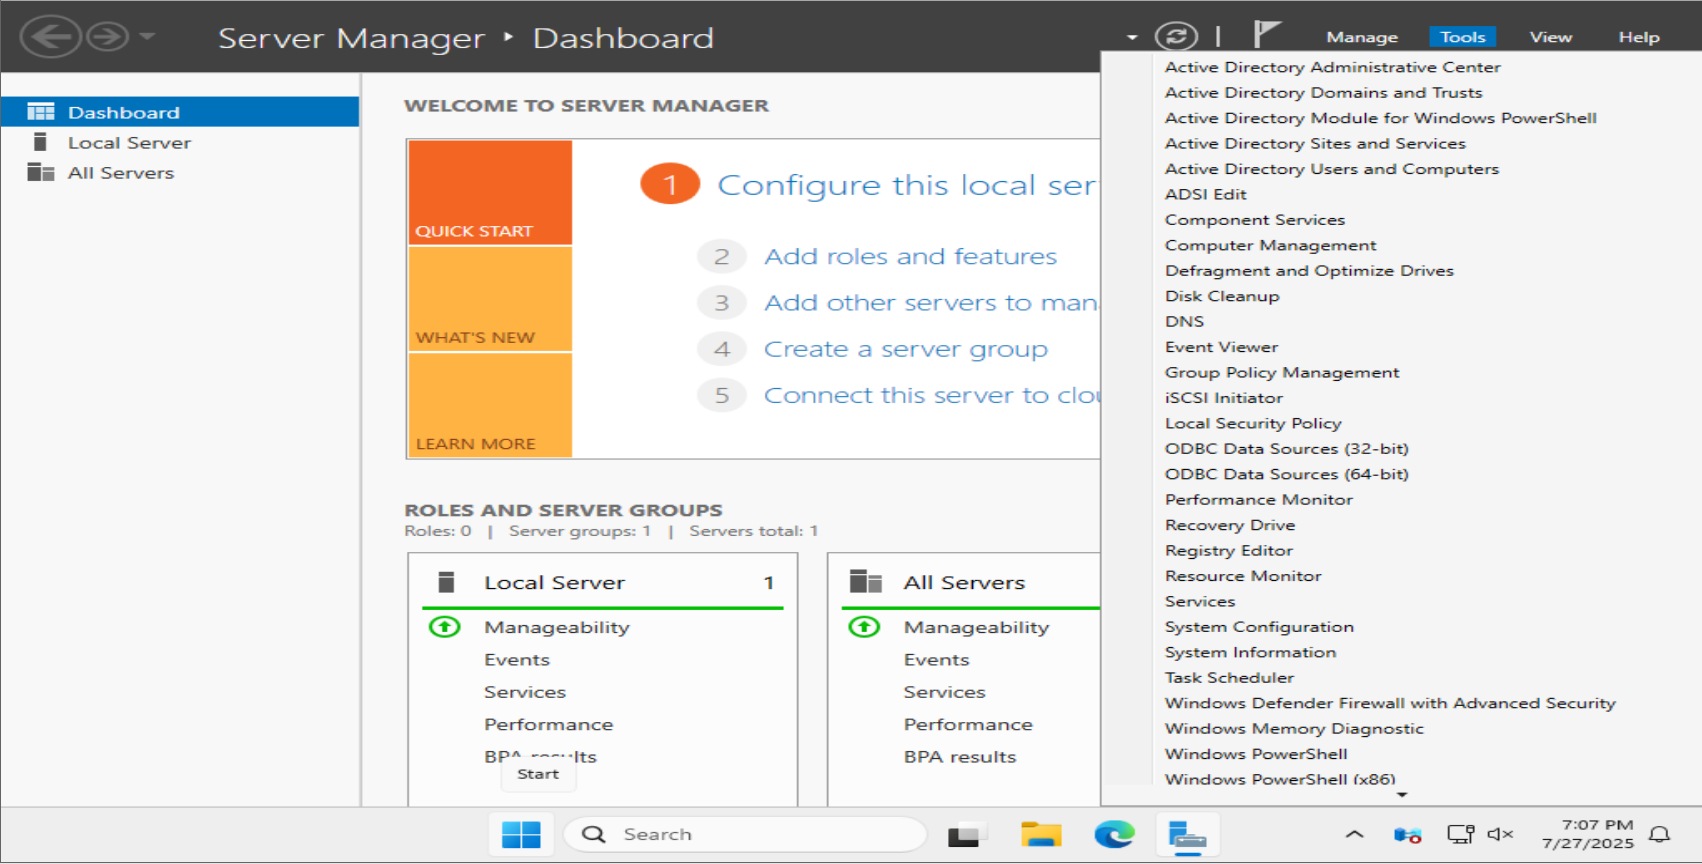 Server Manager ‣ Dashboard
Manage Tools View Help
Dashboard
Local Server
All Servers
WELCOME TO SERVER MANAGER
QUICK START
WHAT'S NEW
LEARN MORE
1 Configure this local ser
2 Add roles and features
3 Add other servers to man
4 Create a server group
5 Connect this server to clou
ROLES AND SERVER GROUPS
Roles: 0 | Server groups: 1 | Servers total: 1
Local Server 1
Manageability
Events
Services
Performance
BPA results
Start
All Servers
Manageability
Events
Services
Performance
BPA results
Active Directory Administrative Center
Active Directory Domains and Trusts
Active Directory Module for Windows PowerShell
Active Directory Sites and Services
Active Directory Users and Computers
ADSI Edit
Component Services
Computer Management
Defragment and Optimize Drives
Disk Cleanup
DNS
Event Viewer
Group Policy Management
iSCSI Initiator
Local Security Policy
ODBC Data Sources (32-bit)
ODBC Data Sources (64-bit)
Performance Monitor
Recovery Drive
Registry Editor
Resource Monitor
Services
System Configuration
System Information
Task Scheduler
Windows Defender Firewall with Advanced Security
Windows Memory Diagnostic
Windows PowerShell
Windows PowerShell (x86)
Search
7:07 PM
7/27/2025